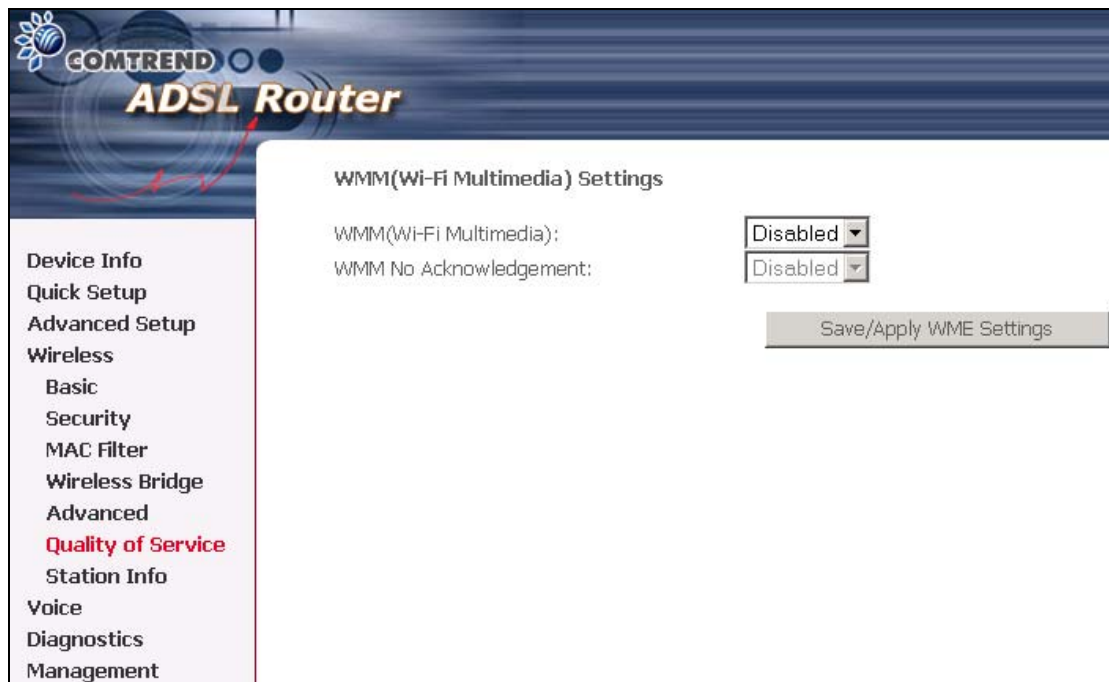 COMTREND
ADSL Router
WMM(Wi-Fi Multimedia) Settings
WMM(Wi-Fi Multimedia): Disabled
WMM No Acknowledgement: Disabled
Save/Apply WME Settings
Device Info
Quick Setup
Advanced Setup
Wireless
Basic
Security
MAC Filter
Wireless Bridge
Advanced
Quality of Service
Station Info
Voice
Diagnostics
Management